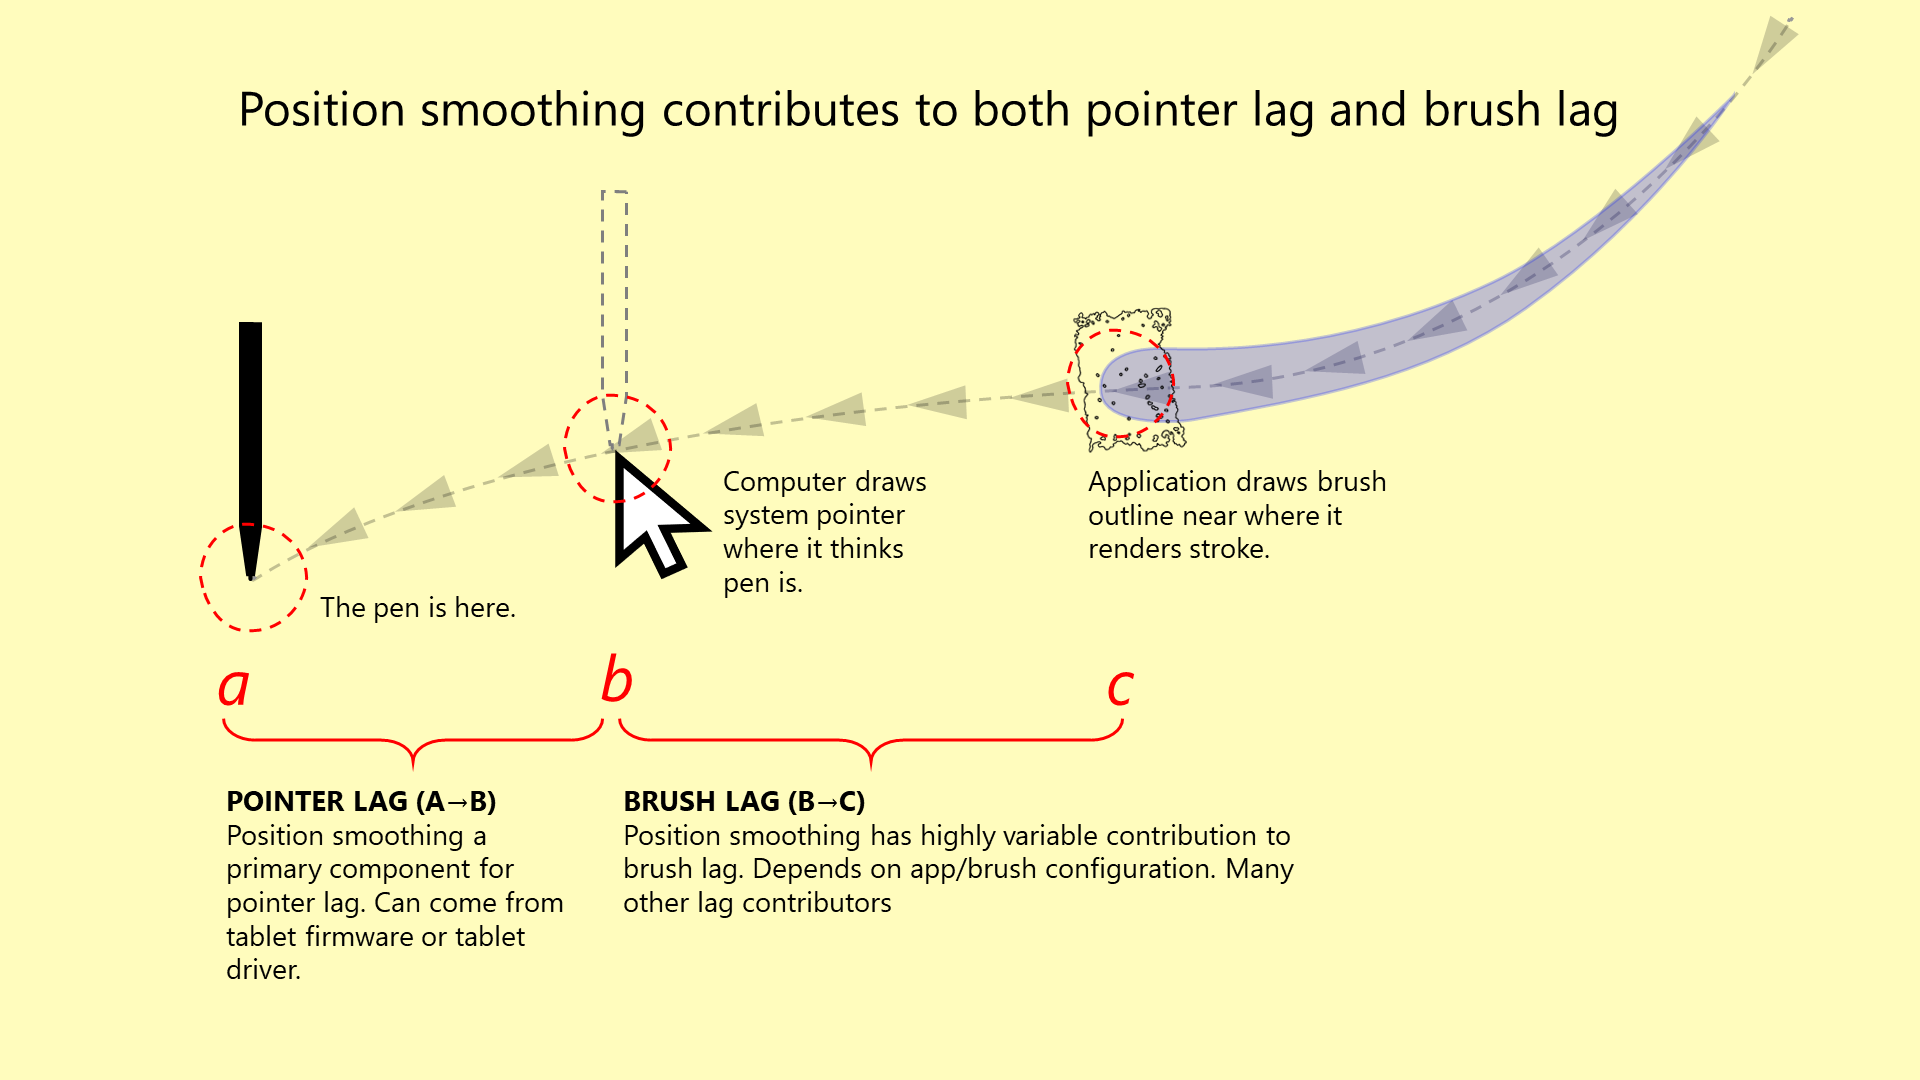 Position smoothing contributes to both pointer lag and brush lag
Computer draws
system pointer
where it thinks
pen is.
Application draws brush
outline near where it
renders stroke.
The pen is here.
a
b
c
POINTER LAG (A→B)
Position smoothing a
primary component for
pointer lag. Can come from
tablet firmware or tablet
driver.
BRUSH LAG (B→C)
Position smoothing has highly variable contribution to
brush lag. Depends on app/brush configuration. Many
other lag contributors